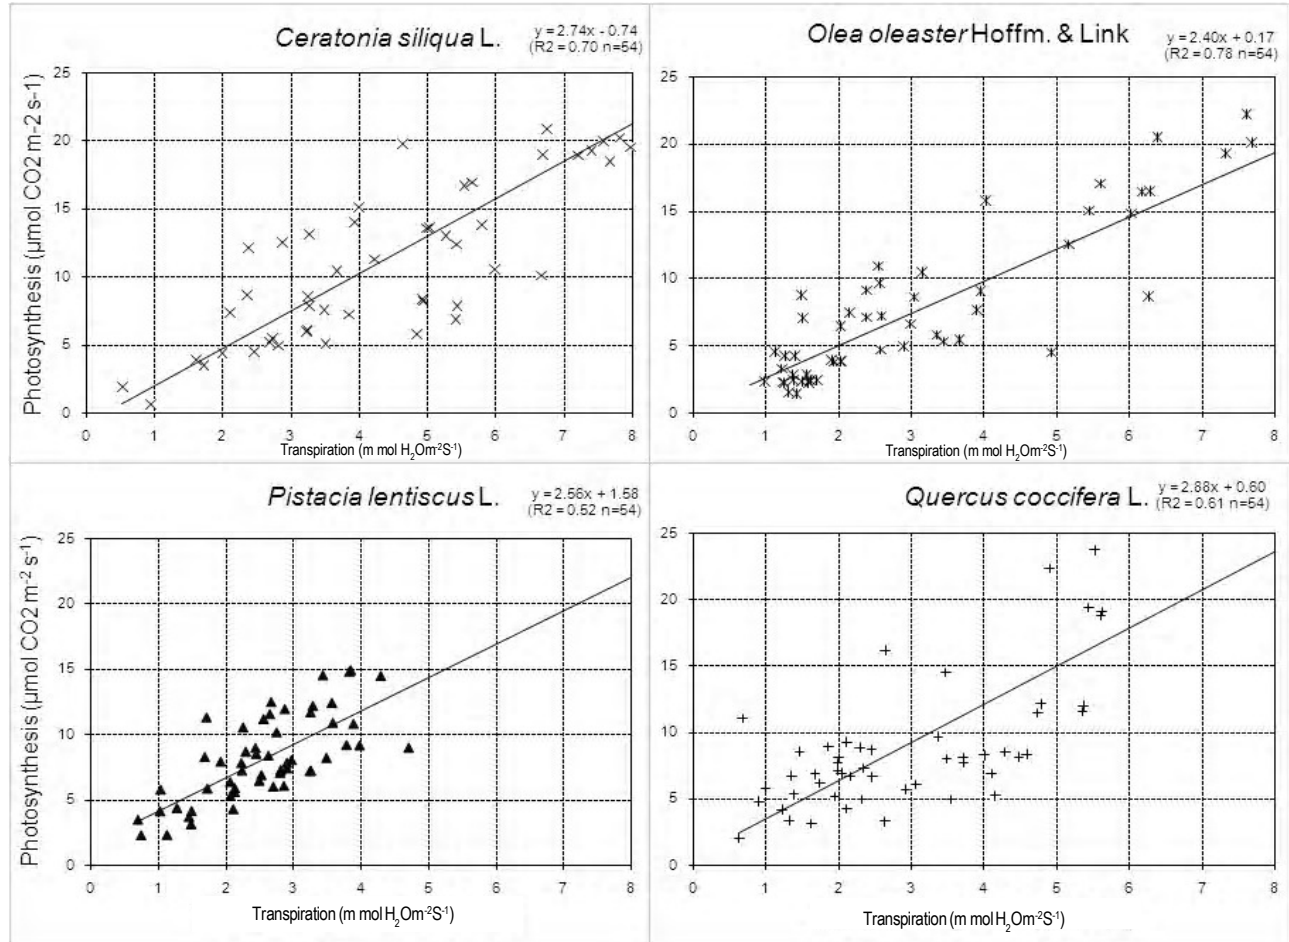 Ceratonia siliqua L.
y = 2.74x - 0.74
(R2 = 0.70 n=54)
Photosynthesis (µmol CO2 m-2 s-1)
25
20
15
10
5
0
0 1 2 3 4 5 6 7 8
Transpiration (m mol H₂Om⁻²S⁻¹)
Olea oleaster Hoffm. & Link
y = 2.40x + 0.17
(R2 = 0.78 n=54)
25
20
15
10
5
0
0 1 2 3 4 5 6 7 8
Transpiration (m mol H₂Om⁻²S⁻¹)
Pistacia lentiscus L.
y = 2.56x + 1.58
(R2 = 0.52 n=54)
Photosynthesis (µmol CO2 m⁻² s⁻¹)
25
20
15
10
5
0
0 1 2 3 4 5 6 7 8
Transpiration (m mol H₂Om⁻²S⁻¹)
Quercus coccifera L.
y = 2.88x + 0.60
(R2 = 0.61 n=54)
25
20
15
10
5
0
0 1 2 3 4 5 6 7 8
Transpiration (m mol H₂Om⁻²S⁻¹)